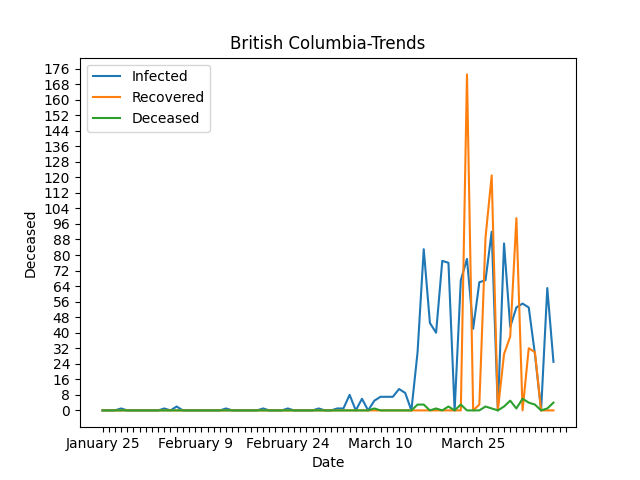 British Columbia-Trends
Infected
Recovered
Deceased
176
168
160
152
144
136
128
120
112
104
96
88
80
72
64
56
48
40
32
24
16
8
0
Deceased
January 25
February 9
February 24
March 10
March 25
Date